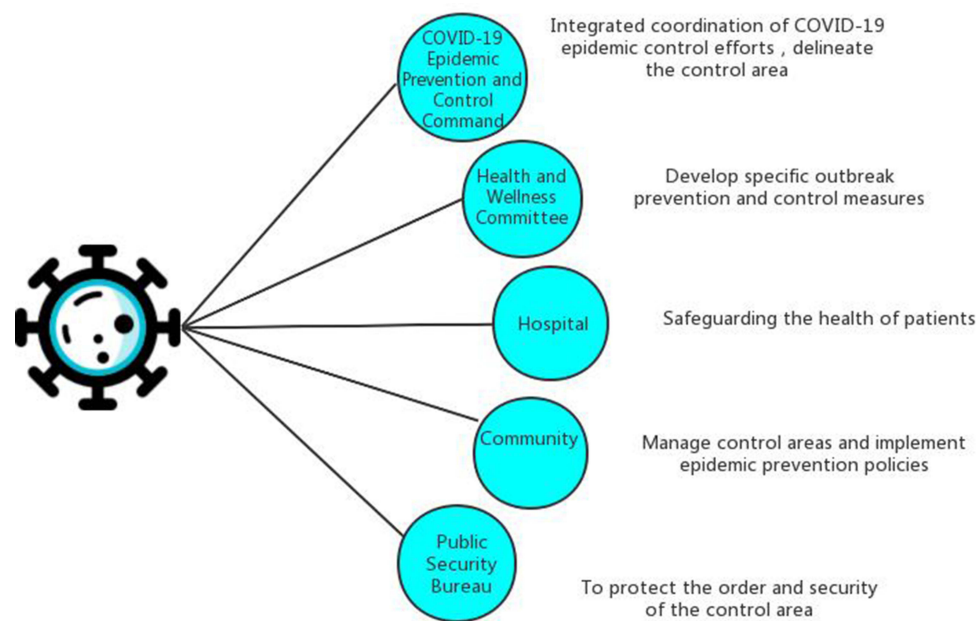 COVID-19
Epidemic
Prevention and
Control
Command
Integrated coordination of COVID-19
epidemic control efforts , delineate
the control area
Health and
Wellness
Committee
Develop specific outbreak
prevention and control measures
Hospital
Safeguarding the health of patients
Community
Manage control areas and implement
epidemic prevention policies
Public
Security
Bureau
To protect the order and security
of the control area